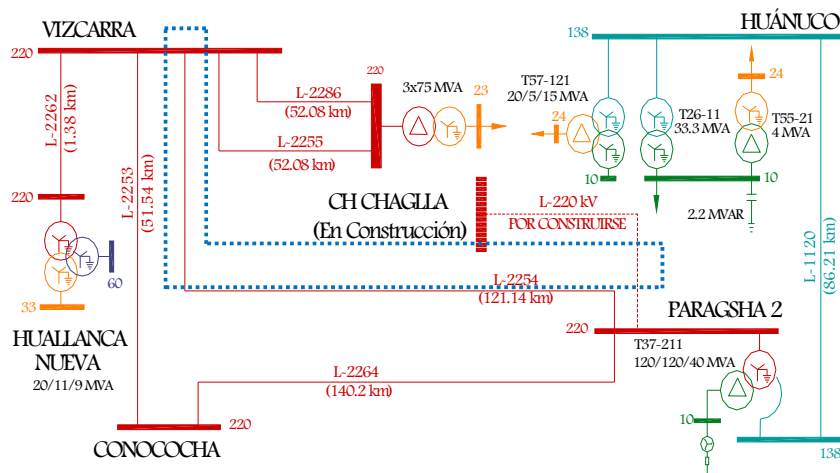 VIZCARRA
220
L-2262
(1.38 km)
L-2253
(51.54 km)
L-2286
(52.08 km)
L-2255
(52.08 km)
220
3x75 MVA
23
HUÁNUCO
138
T57-121
20/5/15 MVA
24
10
T26-11
33.3 MVA
24
T55-21
4 MVA
10
2.2 MVAR
L-1120
(86.21 km)
220
60
33
HUALLANCA
NUEVA
20/11/9 MVA
CH CHAGLLA
(En Construcción)
L-220 kV
POR CONSTRUIRSE
L-2254
(121.14 km)
PARAGSHA 2
220
T37-211
120/120/40 MVA
L-2264
(140.2 km)
10
138
220
CONOCOCHA